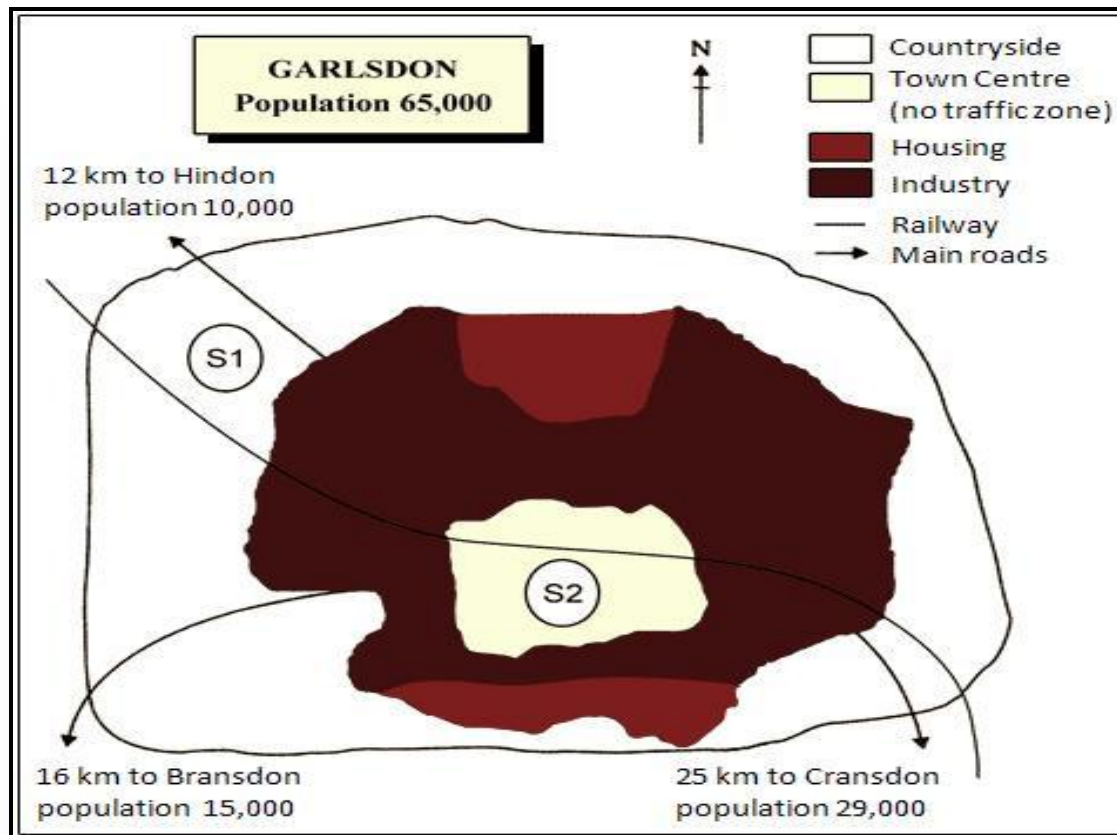 GARLSDON
Population 65,000
N
Countryside
Town Centre
(no traffic zone)
Housing
Industry
Railway
Main roads
12 km to Hindon
population 10,000
S1
S2
16 km to Bransdon
population 15,000
25 km to Cransdon
population 29,000